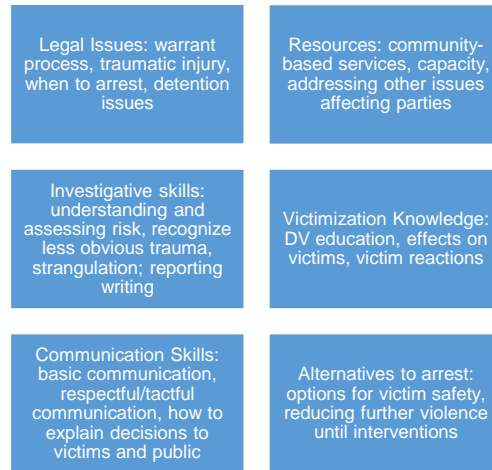 Legal Issues: warrant
process, traumatic injury,
when to arrest, detention
issues
Resources: community-
based services, capacity,
addressing other issues
affecting parties
Investigative skills:
understanding and
assessing risk, recognize
less obvious trauma,
strangulation; reporting
writing
Victimization Knowledge:
DV education, effects on
victims, victim reactions
Communication Skills:
basic communication,
respectful/tactful
communication, how to
explain decisions to
victims and public
Alternatives to arrest:
options for victim safety,
reducing further violence
until interventions